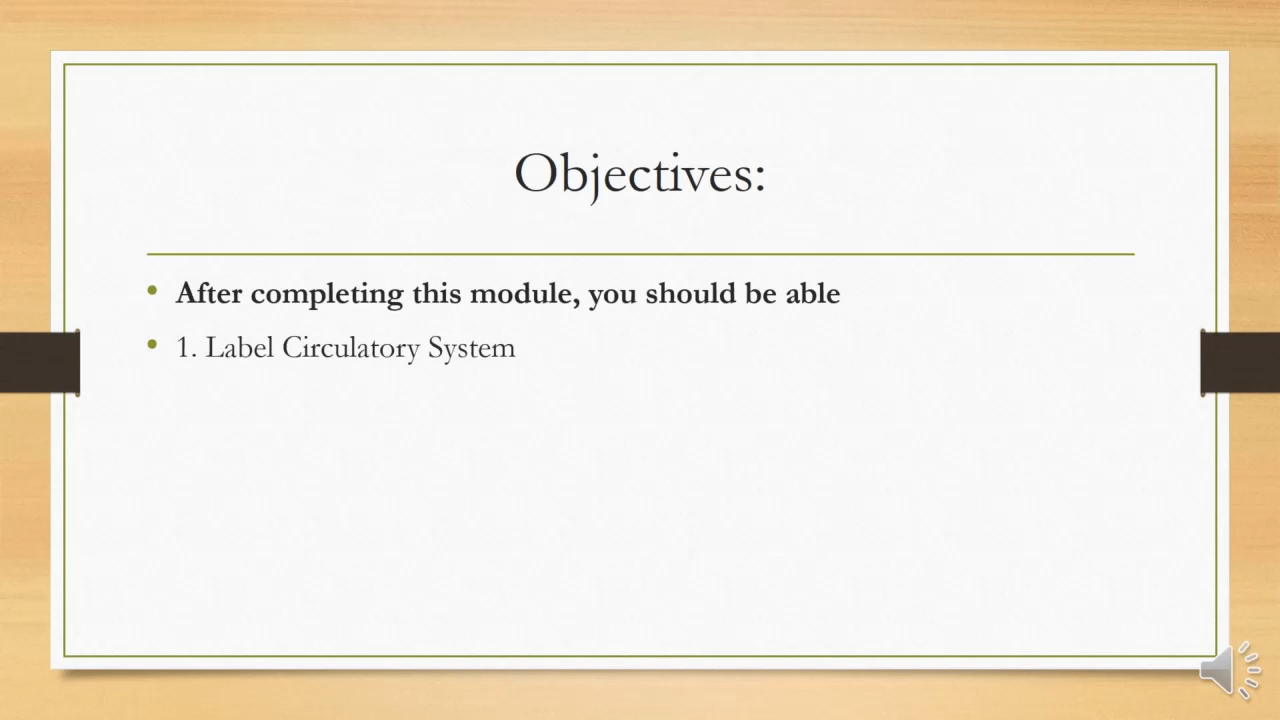 Objectives:
• After completing this module, you should be able
• 1. Label Circulatory System